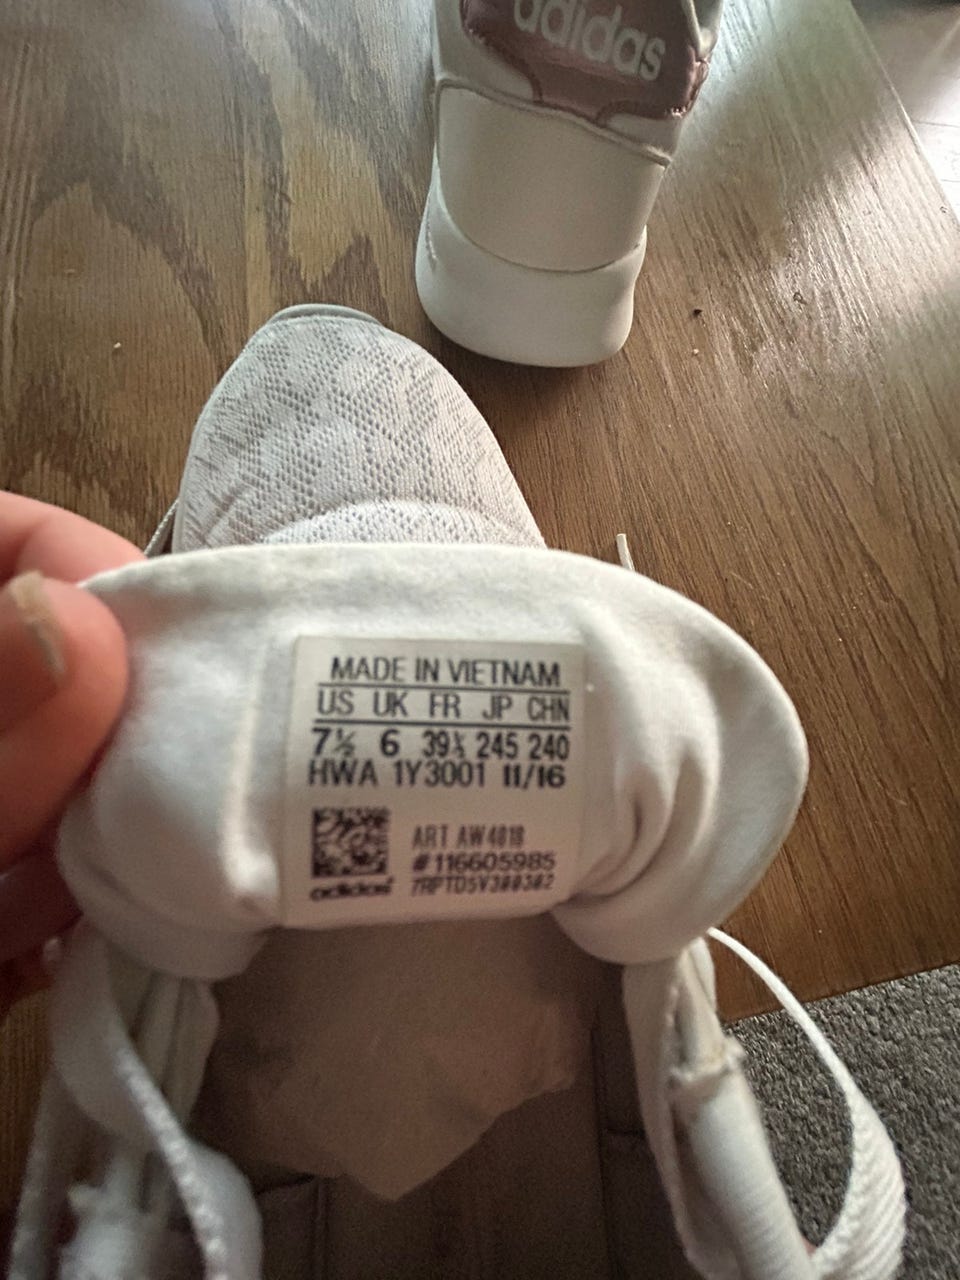 adidas
MADE IN VIETNAM
US UK FR JP CHN
7½ 6 39⅓ 245 240
HWA 1Y3001 11/16
ART AW4018
#116605985
adidas